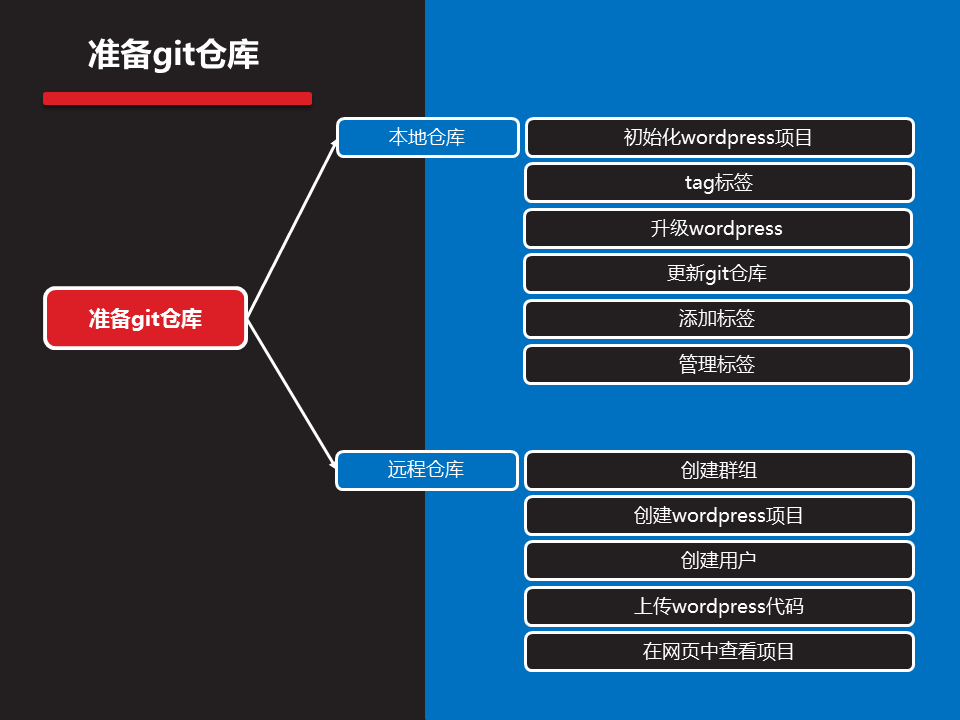 准备git仓库
本地仓库
初始化wordpress项目
tag标签
升级wordpress
更新git仓库
添加标签
管理标签
准备git仓库
远程仓库
创建群组
创建wordpress项目
创建用户
上传wordpress代码
在网页中查看项目